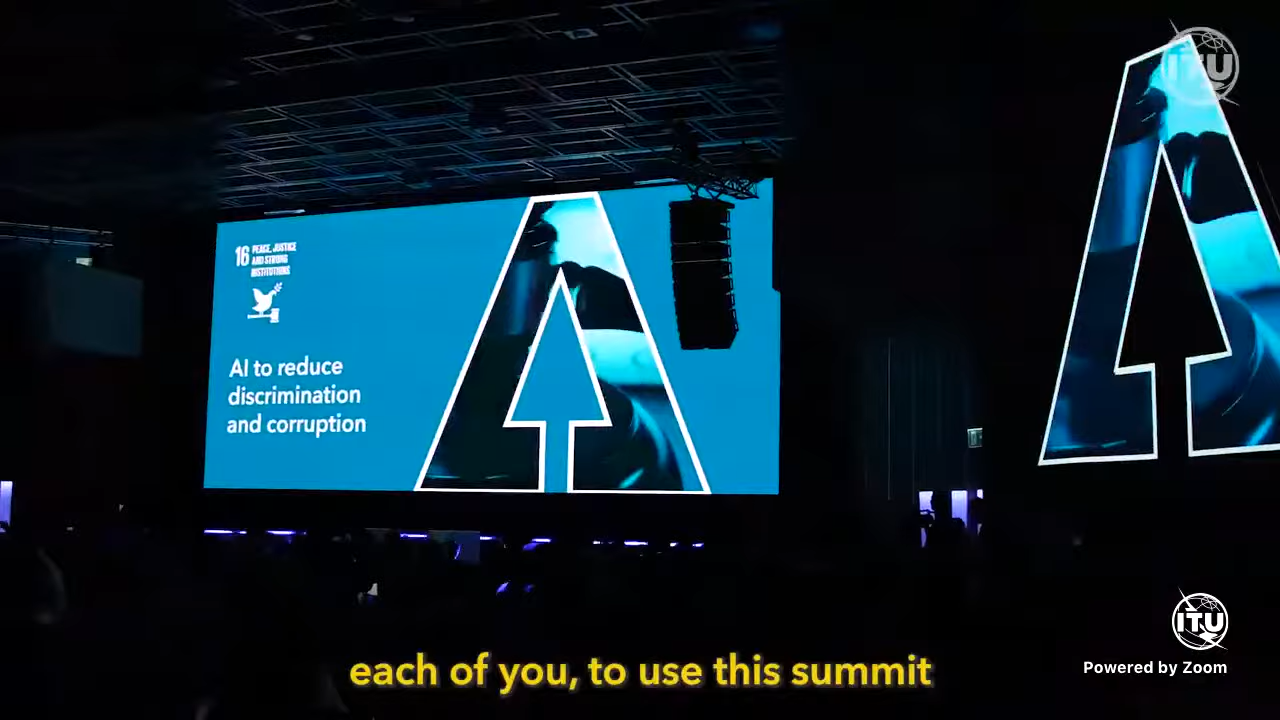 ITU
16 PEACE, JUSTICE
AND STRONG
INSTITUTIONS
AI to reduce
discrimination
and corruption
ITU
Powered by Zoom
each of you, to use this summit